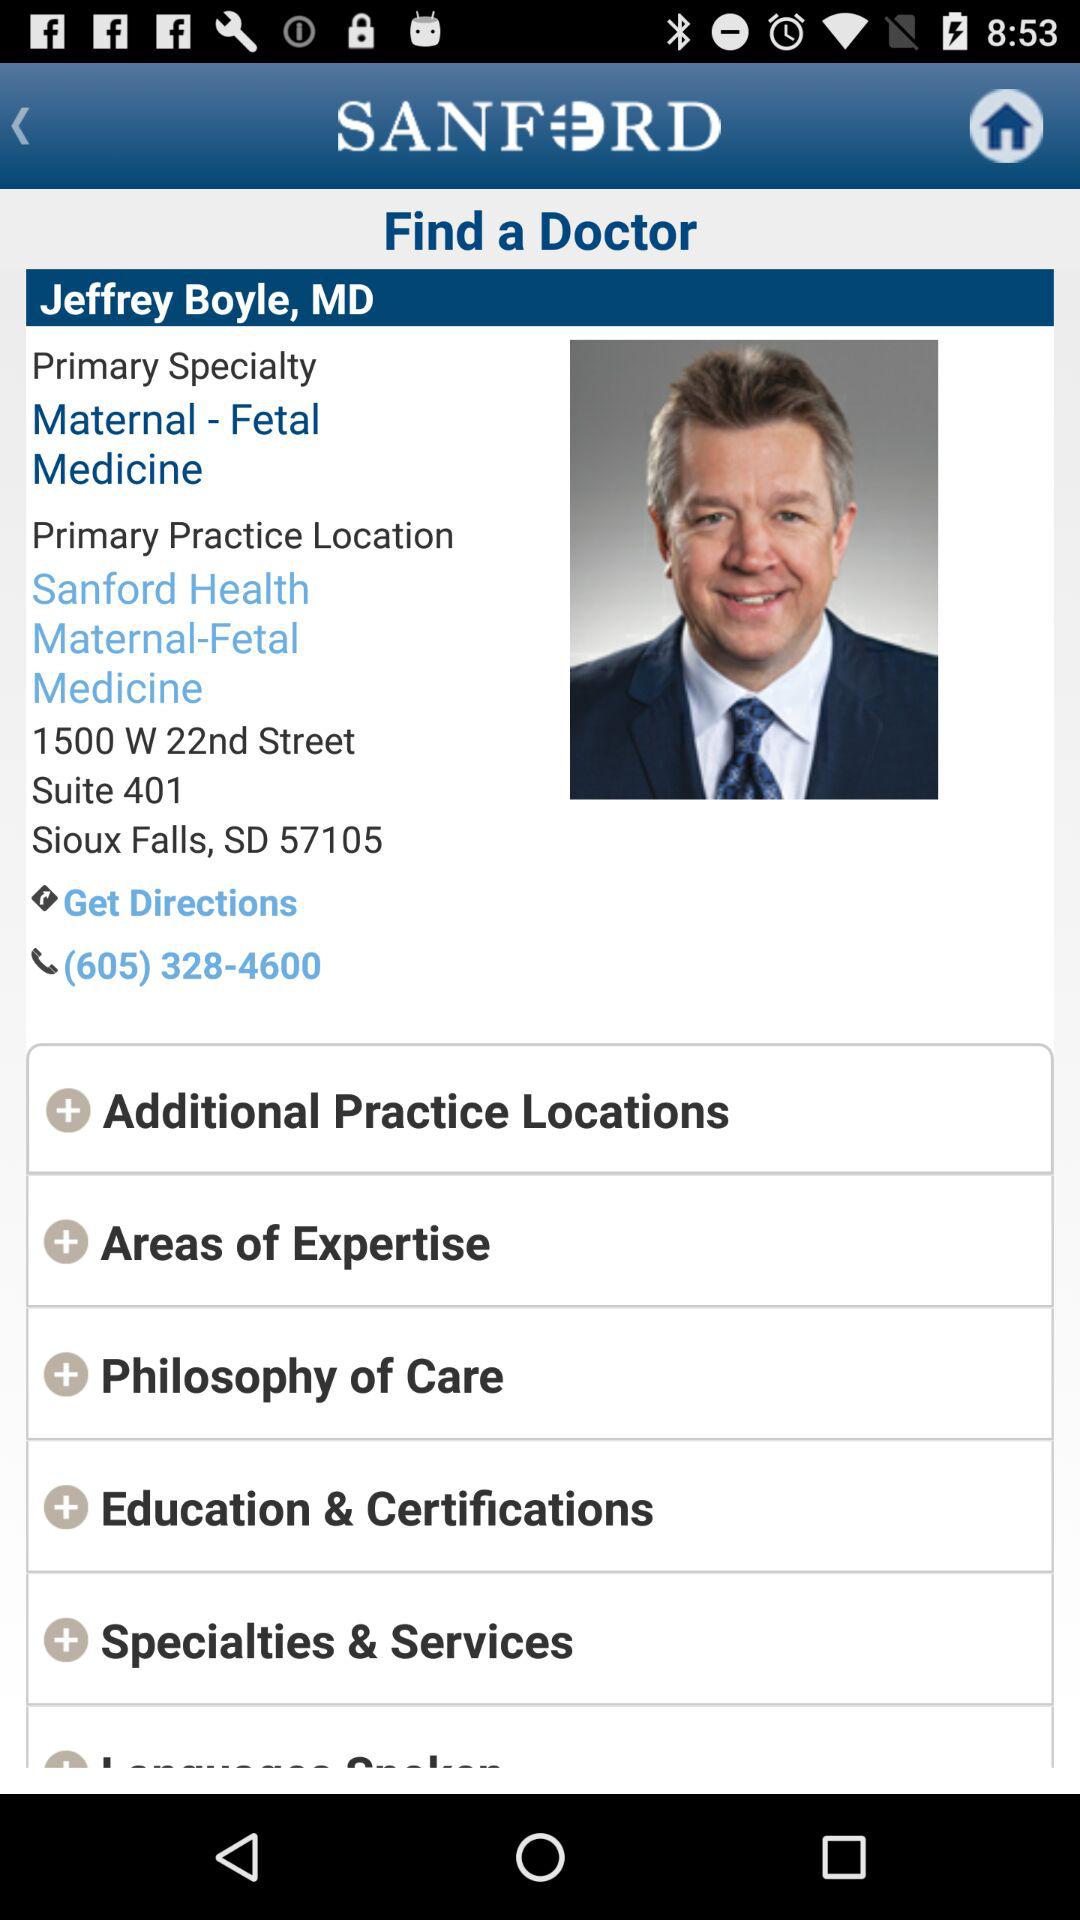 8:53
SANFORD
Find a Doctor
Jeffrey Boyle, MD
Primary Specialty
Maternal - Fetal
Medicine
Primary Practice Location
Sanford Health
Maternal-Fetal
Medicine
1500 W 22nd Street
Suite 401
Sioux Falls, SD 57105
Get Directions
(605) 328-4600
Additional Practice Locations
Areas of Expertise
Philosophy of Care
Education & Certifications
Specialties & Services
Languages Spoken